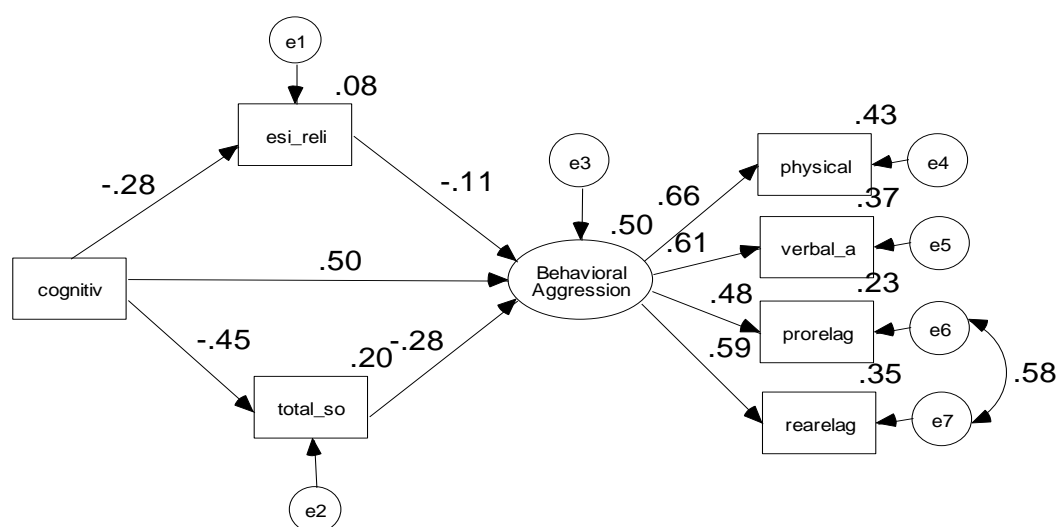 e1
.08
esi_reli
-.28
-.11
e3
.50
cognitiv
.50
Behavioral
Aggression
-.45
-.28
.20
total_so
e2
.43
physical
e4
.66
.37
.61
verbal_a
e5
.23
.48
prorelag
e6
.59
.35
.58
rearelag
e7